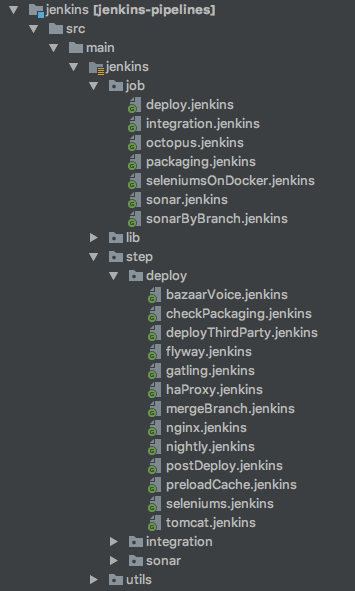 jenkins [jenkins-pipelines]
src
main
jenkins
job
deploy.jenkins
integration.jenkins
octopus.jenkins
packaging.jenkins
seleniumsOnDocker.jenkins
sonar.jenkins
sonarByBranch.jenkins
lib
step
deploy
bazaarVoice.jenkins
checkPackaging.jenkins
deployThirdParty.jenkins
flyway.jenkins
gatling.jenkins
haProxy.jenkins
mergeBranch.jenkins
nginx.jenkins
nightly.jenkins
postDeploy.jenkins
preloadCache.jenkins
seleniums.jenkins
tomcat.jenkins
integration
sonar
utils